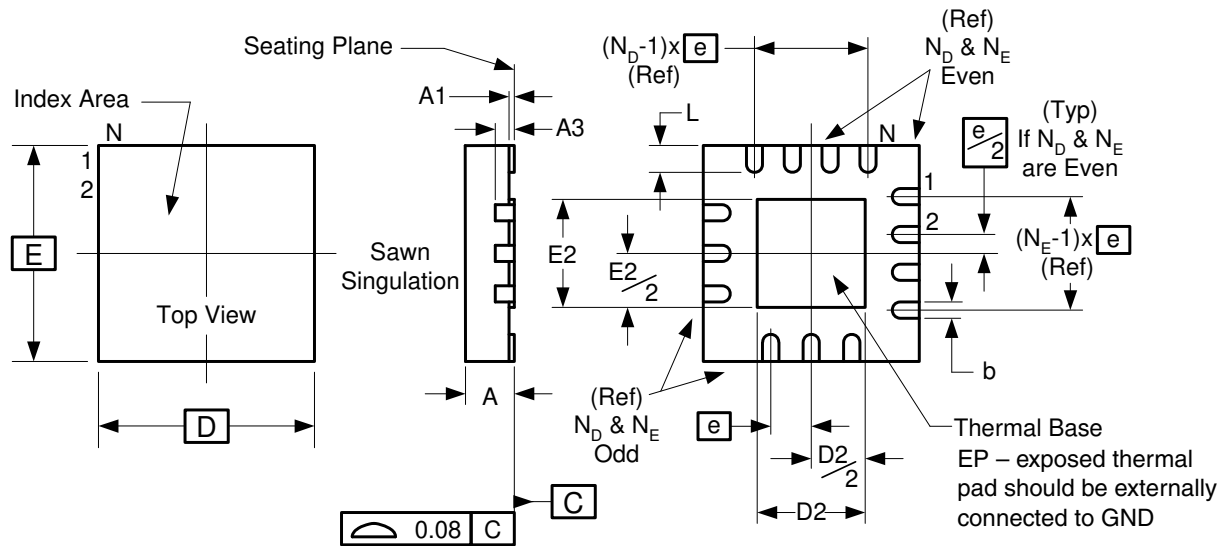 Seating Plane
Index Area
N
1
2
E
Top View
D
A1
A3
Sawn
Singulation
A
C
0.08 C
(N_D-1)x e
(Ref)
(Ref)
N_D & N_E
Even
L
N
e/2
(Typ)
If N_D & N_E
are Even
1
2
(N_E-1)x e
(Ref)
E2
E2/2
b
(Ref)
N_D & N_E
Odd
e
D2/2
D2
Thermal Base
EP – exposed thermal
pad should be externally
connected to GND